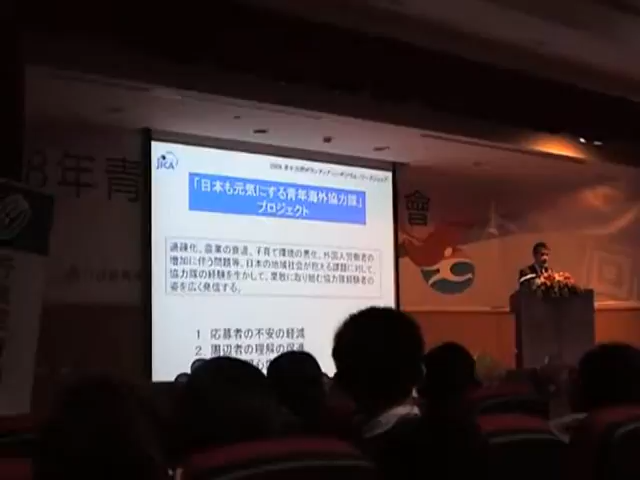 8年青
會
JICA
「日本も元気にする青年海外協力隊」
プロジェクト
過疎化、農業の衰退、子育て環境の悪化、外国人労働者の
増加に伴う問題等、日本の地域社会が抱える課題に対して、
協力隊の経験を生かして、果敢に取り組む協力隊経験者の
姿を広く発信する。
1. 応募者の不安の軽減
2. 周辺者の理解の促進